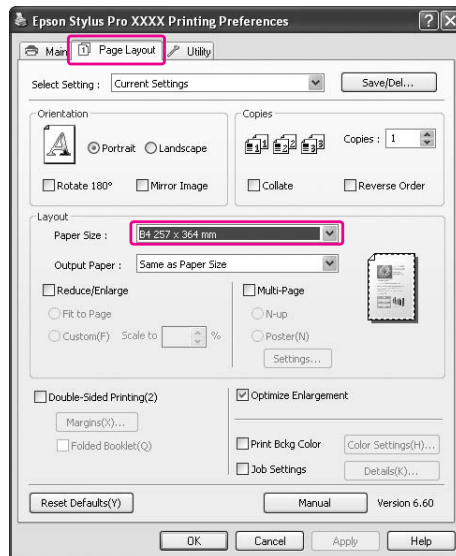 Epson Stylus Pro XXXX Printing Preferences
Main Page Layout Utility
Select Setting : Current Settings Save/Del...
Orientation Copies
A Portrait Landscape Copies : 1
Rotate 180° Mirror Image Collate Reverse Order
Layout
Paper Size : B4 257 x 364 mm
Output Paper : Same as Paper Size
Reduce/Enlarge Multi-Page
Fit to Page N-up
Custom(F) Scale to % Poster(N)
Settings...
Double-Sided Printing(2) Optimize Enlargement
Margins(X)...
Folded Booklet(Q) Print Bckg Color Color Settings(H)...
Job Settings Details(K)...
Reset Defaults(Y) Manual Version 6.60
OK Cancel Apply Help